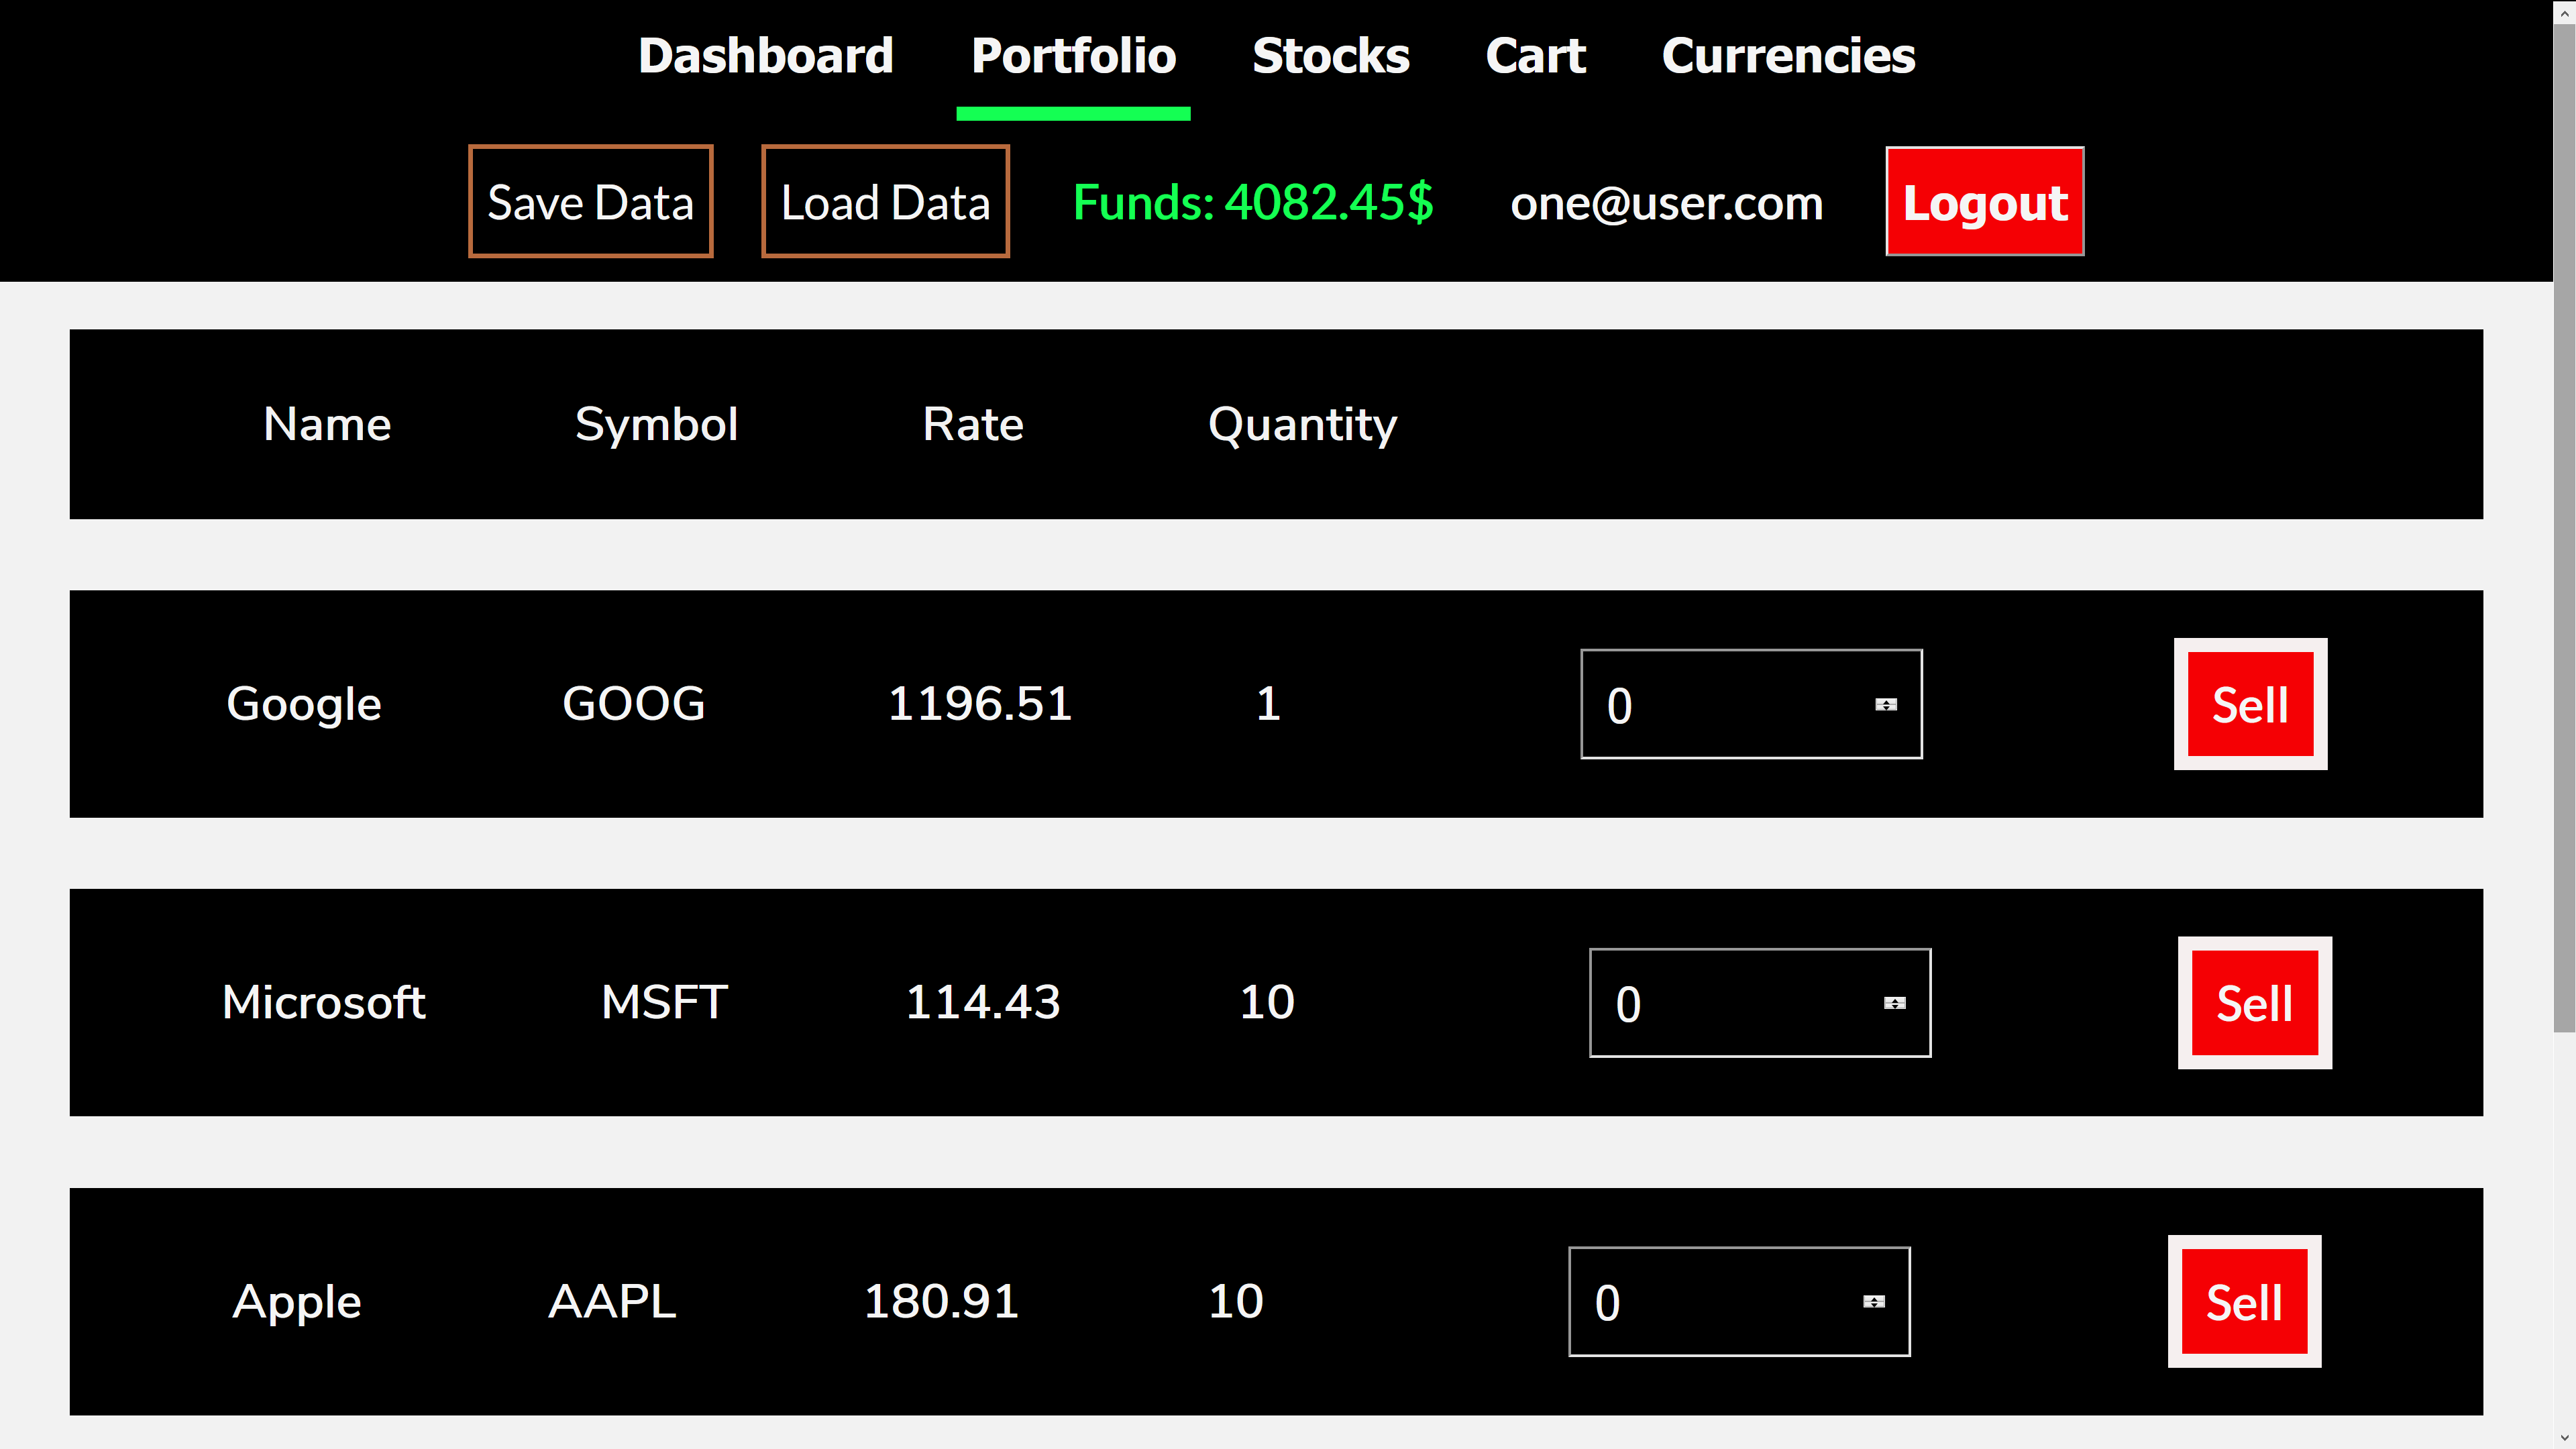 Dashboard Portfolio Stocks Cart Currencies
Save Data Load Data Funds: 4082.45$ one@user.com Logout
Name Symbol Rate Quantity
Google GOOG 1196.51 1 0 Sell
Microsoft MSFT 114.43 10 0 Sell
Apple AAPL 180.91 10 0 Sell